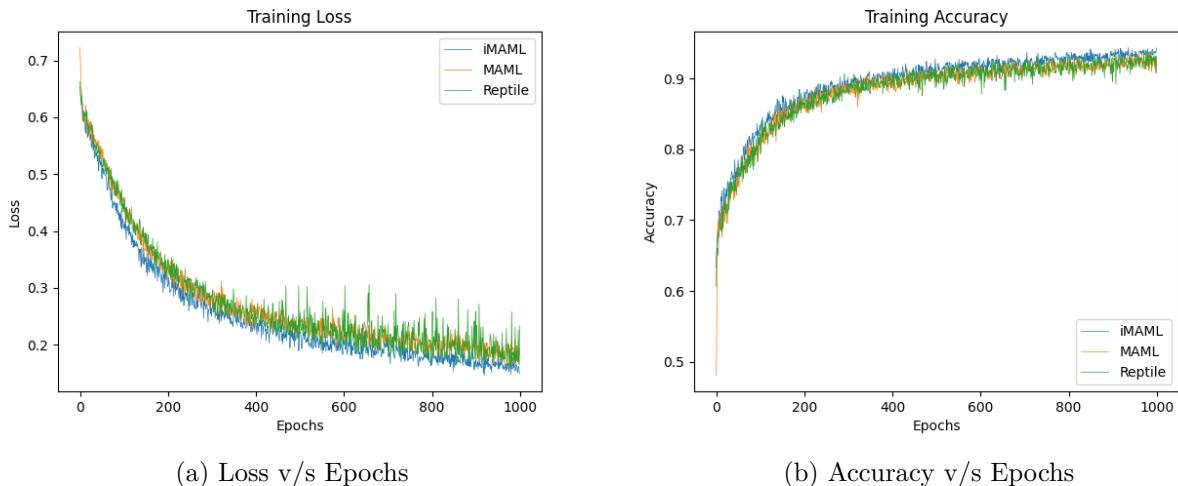 Training Loss
0.7
0.6
0.5
0.4
0.3
0.2
Loss
0
200
400
600
800
1000
Epochs
iMAML
MAML
Reptile
(a) Loss v/s Epochs
Training Accuracy
0.9
0.8
0.7
0.6
0.5
Accuracy
0
200
400
600
800
1000
Epochs
iMAML
MAML
Reptile
(b) Accuracy v/s Epochs